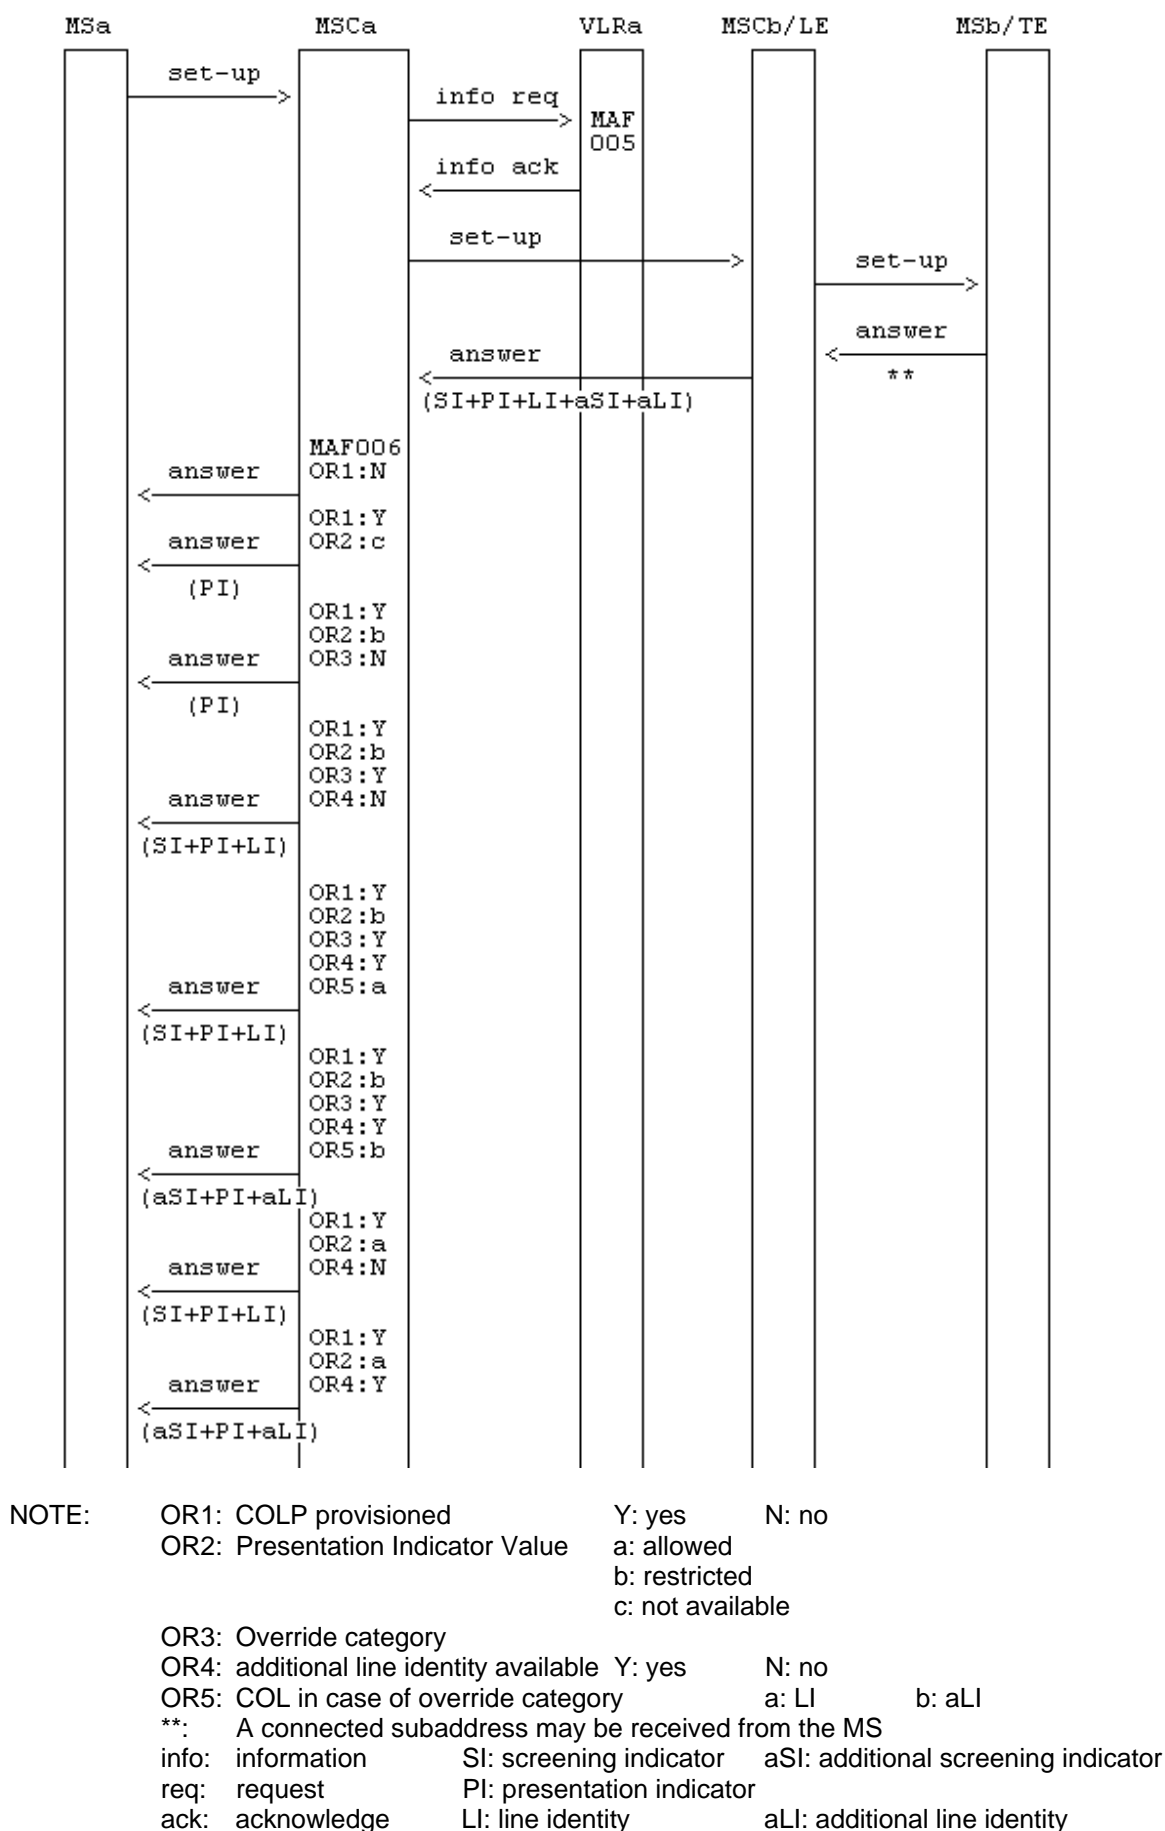 MSa MSCa VLRa MSCb/LE MSb/TE
set-up
info req
MAF
005
info ack
set-up
set-up
answer
**
answer
(SI+PI+LI+aSI+aLI)
MAF006
answer OR1:N
OR1:Y
answer OR2:c
(PI)
OR1:Y
OR2:b
answer OR3:N
(PI)
OR1:Y
OR2:b
OR3:Y
answer OR4:N
(SI+PI+LI)
OR1:Y
OR2:b
OR3:Y
OR4:Y
answer OR5:a
(SI+PI+LI)
OR1:Y
OR2:b
OR3:Y
OR4:Y
answer OR5:b
(aSI+PI+aLI)
OR1:Y
OR2:a
answer OR4:N
(SI+PI+LI)
OR1:Y
OR2:a
answer OR4:Y
(aSI+PI+aLI)
NOTE: OR1: COLP provisioned Y: yes N: no
OR2: Presentation Indicator Value a: allowed
b: restricted
c: not available
OR3: Override category
OR4: additional line identity available Y: yes N: no
OR5: COL in case of override category a: LI b: aLI
**: A connected subaddress may be received from the MS
info: information SI: screening indicator aSI: additional screening indicator
req: request PI: presentation indicator
ack: acknowledge LI: line identity aLI: additional line identity